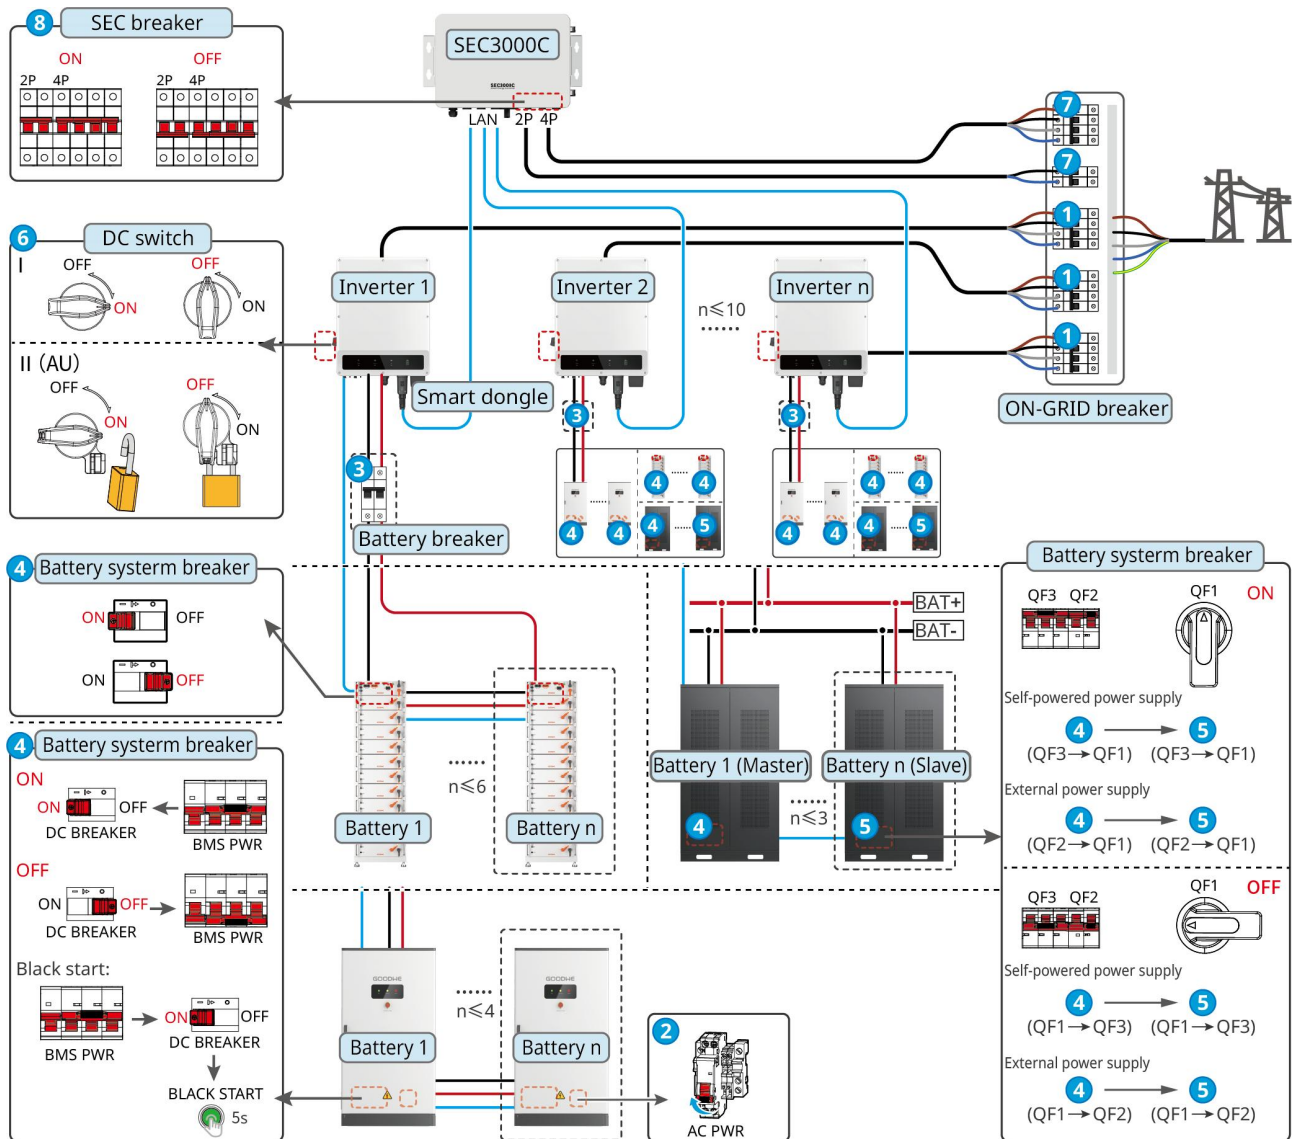 8 SEC breaker
ON OFF
2P 4P 2P 4P
SEC3000C
SEC3000C
LAN 2P 4P
7
7
1
1
1
ON-GRID breaker
6 DC switch
I
OFF OFF
ON ON
II (AU)
OFF OFF
ON ON
Inverter 1
Inverter 2
n≤10
......
Inverter n
Smart dongle
3
3
3
Battery breaker
...... ......
4 4 4 4
...... ......
4 4 4 5
...... ......
4 4 4 5
4 Battery systerm breaker
ON OFF
ON OFF
4 Battery systerm breaker
ON
ON OFF
DC BREAKER
BMS PWR
OFF
ON OFF
DC BREAKER
BMS PWR
Black start:
ON OFF
BMS PWR
DC BREAKER
BLACK START
5s
......
n≤6
Battery 1
Battery n
BAT+
BAT-
Battery 1 (Master)
Battery n (Slave)
......
n≤3
4 5
GOODWE GOODWE
......
n≤4
Battery 1
Battery n
2
AC PWR
Battery systerm breaker
QF3 QF2 QF1 ON
Self-powered power supply
4 5
(QF3→QF1) (QF3→QF1)
External power supply
4 5
(QF2→QF1) (QF2→QF1)
QF3 QF2 QF1 OFF
Self-powered power supply
4 5
(QF1→QF3) (QF1→QF3)
External power supply
4 5
(QF1→QF2) (QF1→QF2)